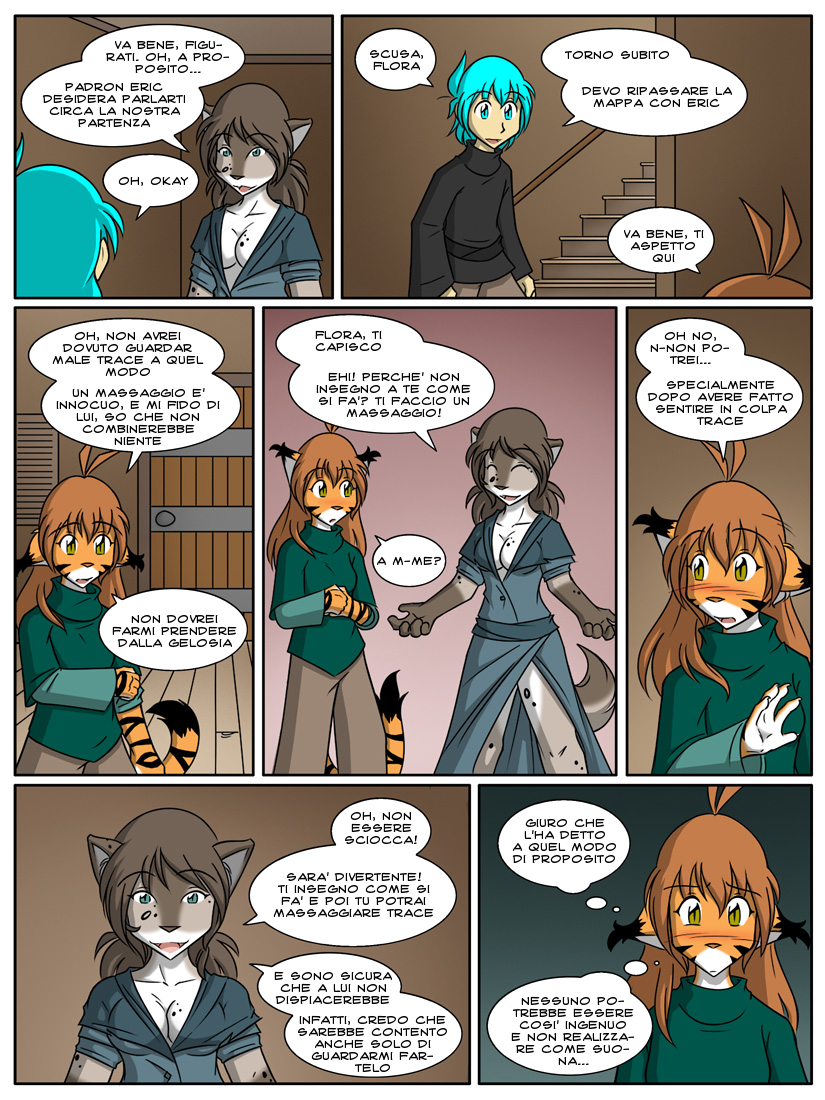 VA BENE, FIGU-
RATI. OH, A PRO-
POSITO...
PADRON ERIC
DESIDERA PARLARTI
CIRCA LA NOSTRA
PARTENZA
OH, OKAY
SCUSA,
FLORA
TORNO SUBITO
DEVO RIPASSARE LA
MAPPA CON ERIC
VA BENE, TI
ASPETTO
QUI
OH, NON AVREI
DOVUTO GUARDAR
MALE TRACE A QUEL
MODO
UN MASSAGGIO E'
INNOCUO, E MI FIDO DI
LUI, SO CHE NON
COMBINEREBBE
NIENTE
NON DOVREI
FARMI PRENDERE
DALLA GELOSIA
FLORA, TI
CAPISCO
EHI! PERCHE' NON
INSEGNO A TE COME
SI FA'? TI FACCIO UN
MASSAGGIO!
A M-ME?
OH NO,
N-NON PO-
TREI...
SPECIALMENTE
DOPO AVERE FATTO
SENTIRE IN COLPA
TRACE
OH, NON
ESSERE
SCIOCCA!
SARA' DIVERTENTE!
TI INSEGNO COME SI
FA' E POI TU POTRAI
MASSAGGIARE TRACE
E SONO SICURA
CHE A LUI NON
DISPIACEREBBE
INFATTI, CREDO CHE
SAREBBE CONTENTO
ANCHE SOLO DI
GUARDARMI FAR-
TELO
GIURO CHE
L'HA DETTO
A QUEL MODO
DI PROPOSITO
NESSUNO PO-
TREBBE ESSERE
COSI' INGENUO
E NON REALIZZA-
RE COME SUO-
NA...